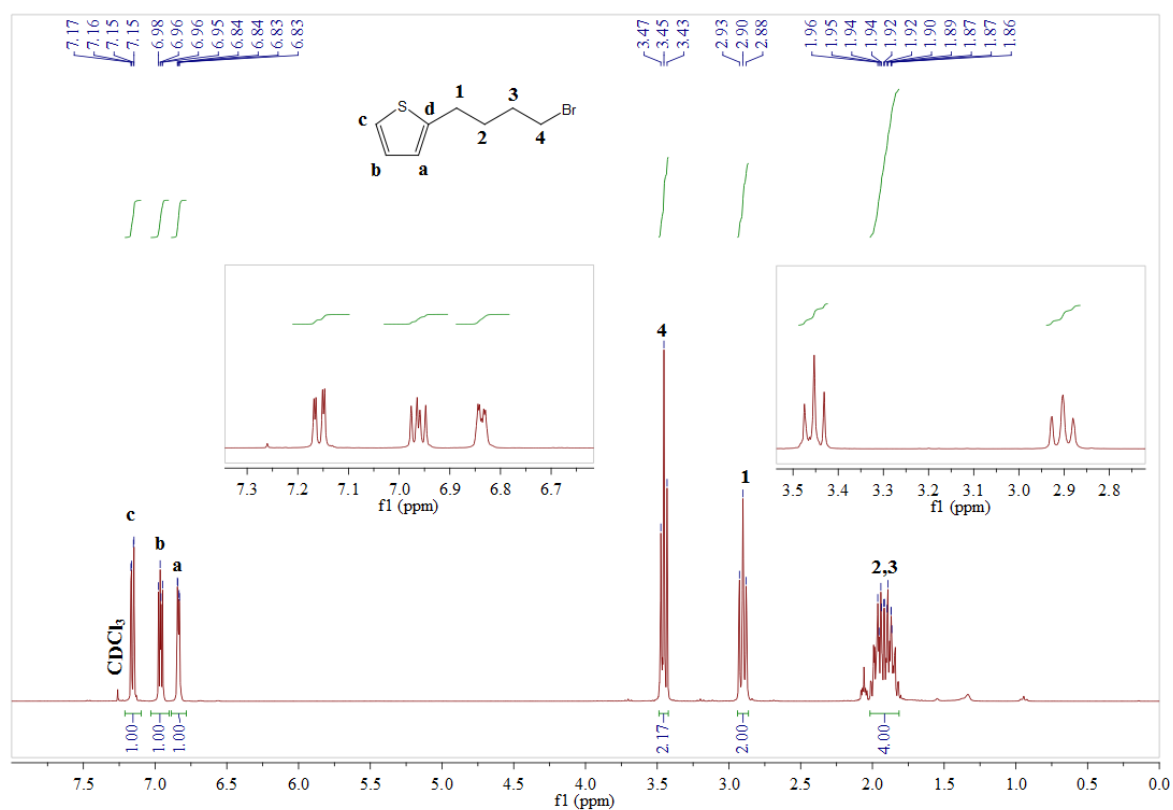 7.17 7.16 7.15 7.15 6.98 6.96 6.96 6.95 6.84 6.84 6.83 6.83 3.47 3.45 3.43 2.93 2.90 2.88 1.96 1.95 1.94 1.94 1.92 1.92 1.90 1.89 1.87 1.87 1.86
1 3 Br
S d
c 2 4
b a
7.3 7.2 7.1 7.0 6.9 6.8 6.7
f1 (ppm)
3.5 3.4 3.3 3.2 3.1 3.0 2.9 2.8
f1 (ppm)
4
1
c
b
a
2,3
CDCl3
1.00 1.00 1.00 2.17 2.00 4.00
7.5 7.0 6.5 6.0 5.5 5.0 4.5 4.0 3.5 3.0 2.5 2.0 1.5 1.0 0.5 0.0
f1 (ppm)